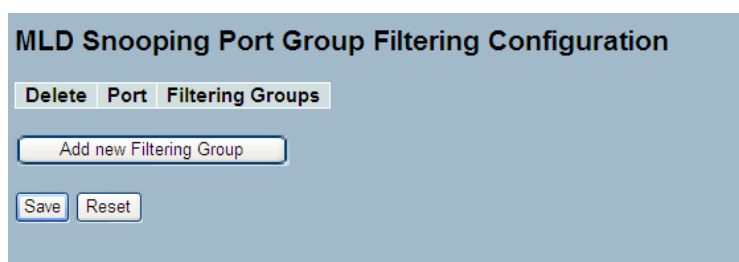 MLD Snooping Port Group Filtering Configuration
Delete Port Filtering Groups
Add new Filtering Group
Save Reset